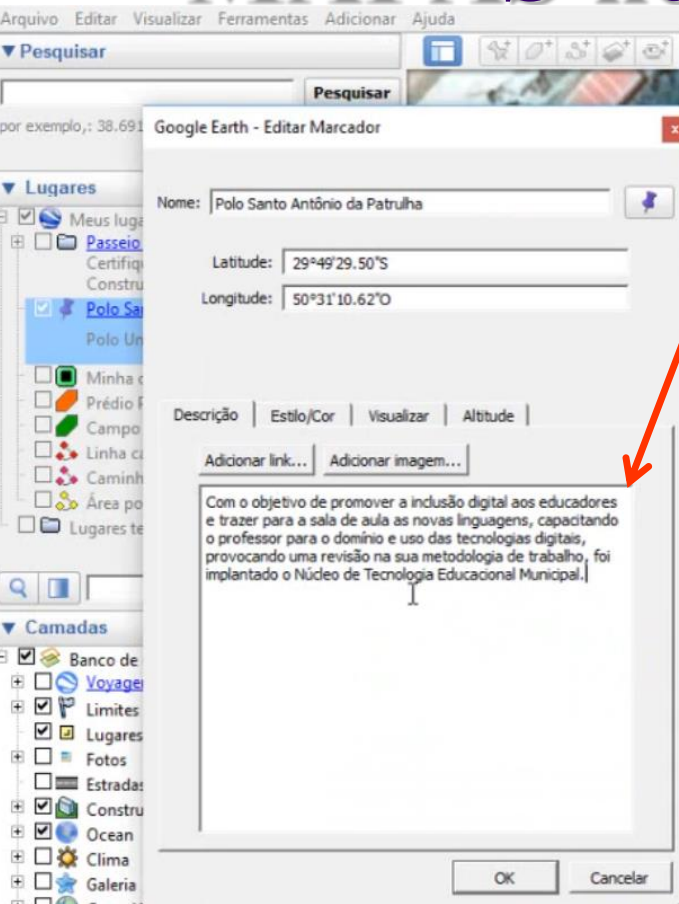 Arquivo Editar Visualizar Ferramentas Adicionar Ajuda
Pesquisar
Pesquisar
por exemplo,: 38.691
Google Earth - Editar Marcador
x
Lugares
Meus luga
Passeio
Certifiq
Constru
Polo Sa
Polo Un
Minha c
Prédio
Campo
Linha ca
Caminh
Área po
Lugares te
Nome: Polo Santo Antônio da Patrulha
Latitude: 29°49'29.50"S
Longitude: 50°31'10.62"O
Descrição Estilo/Cor Visualizar Altitude
Adicionar link... Adicionar imagem...
Com o objetivo de promover a inclusão digital aos educadores
e trazer para a sala de aula as novas linguagens, capacitando
o professor para o domínio e uso das tecnologias digitais,
provocando uma revisão na sua metodologia de trabalho, foi
implantado o Núcleo de Tecnologia Educacional Municipal.
Camadas
Banco de
Voyager
Limites
Lugares
Fotos
Estradas
Constru
Ocean
Clima
Galeria
OK Cancelar